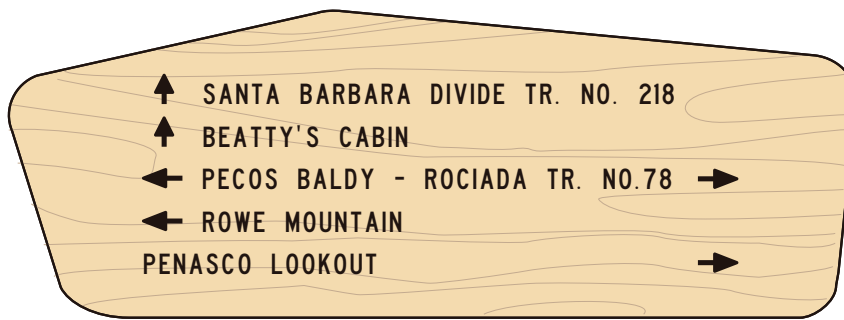 SANTA BARBARA DIVIDE TR. NO. 218
BEATTY'S CABIN
PECOS BALDY - ROCIADA TR. NO.78
ROWE MOUNTAIN
PENASCO LOOKOUT